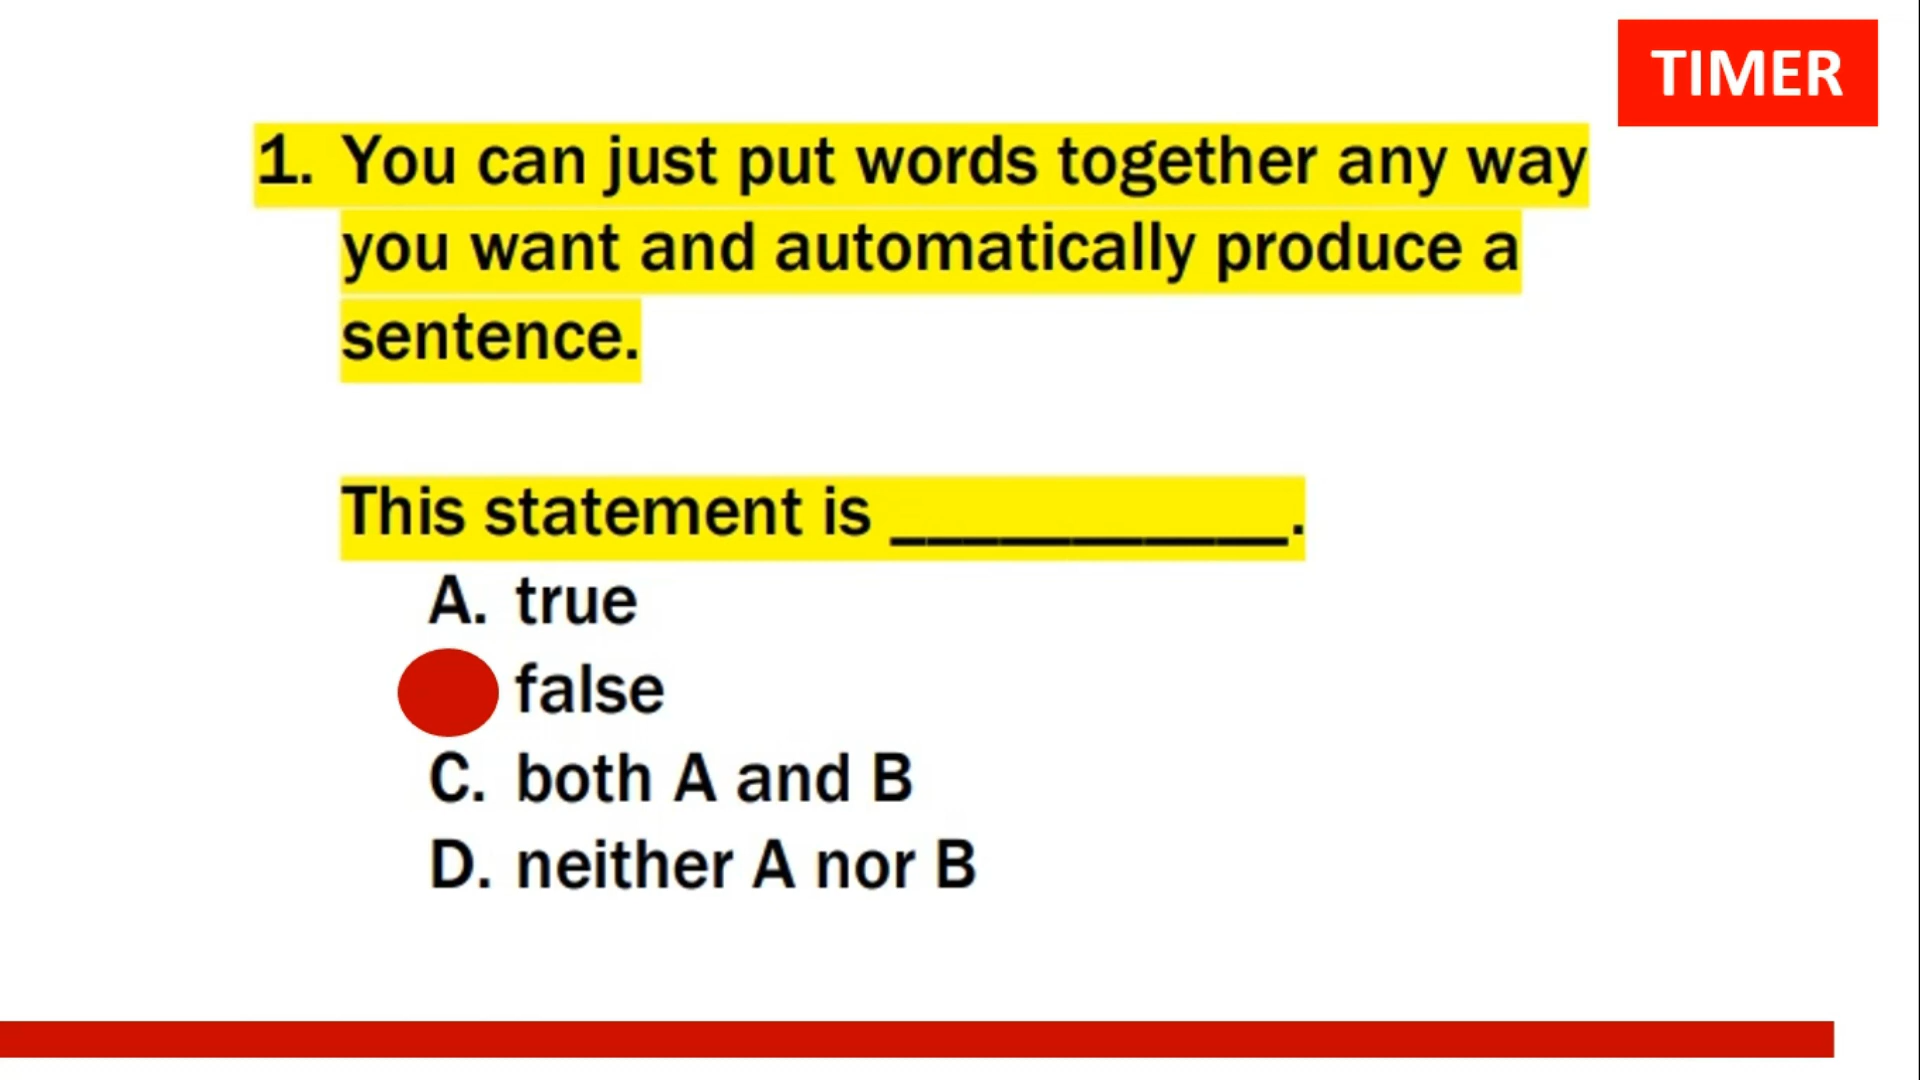 TIMER
1. You can just put words together any way
you want and automatically produce a
sentence.
This statement is ___________.
A. true
false
C. both A and B
D. neither A nor B